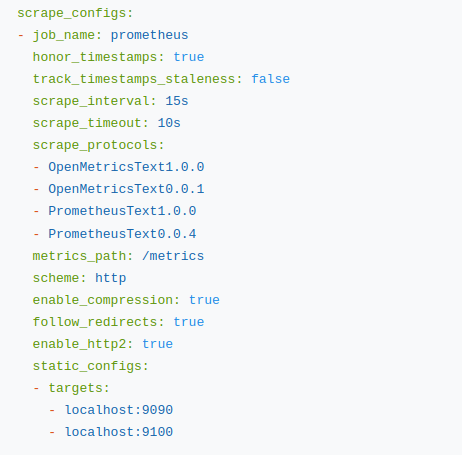 scrape_configs:
- job_name: prometheus
  honor_timestamps: true
  track_timestamps_staleness: false
  scrape_interval: 15s
  scrape_timeout: 10s
  scrape_protocols:
  - OpenMetricsText1.0.0
  - OpenMetricsText0.0.1
  - PrometheusText1.0.0
  - PrometheusText0.0.4
  metrics_path: /metrics
  scheme: http
  enable_compression: true
  follow_redirects: true
  enable_http2: true
  static_configs:
  - targets:
    - localhost:9090
    - localhost:9100